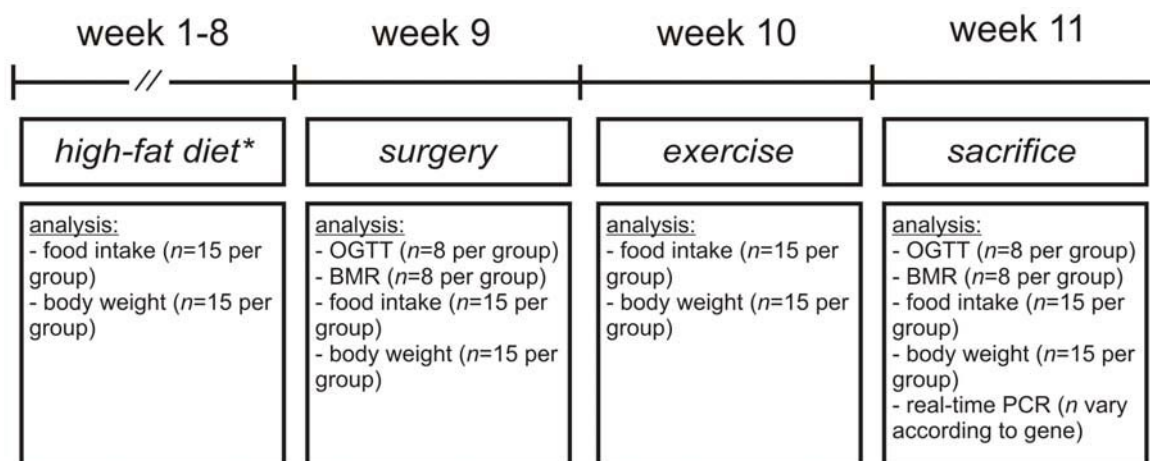 week 1-8
week 9
week 10
week 11
//
high-fat diet*
surgery
exercise
sacrifice
analysis:
- food intake (n=15 per
group)
- body weight (n=15 per
group)
analysis:
- OGTT (n=8 per group)
- BMR (n=8 per group)
- food intake (n=15 per
group)
- body weight (n=15 per
group)
analysis:
- food intake (n=15 per
group)
- body weight (n=15 per
group)
analysis:
- OGTT (n=8 per group)
- BMR (n=8 per group)
- food intake (n=15 per
group)
- body weight (n=15 per
group)
- real-time PCR (n vary
according to gene)